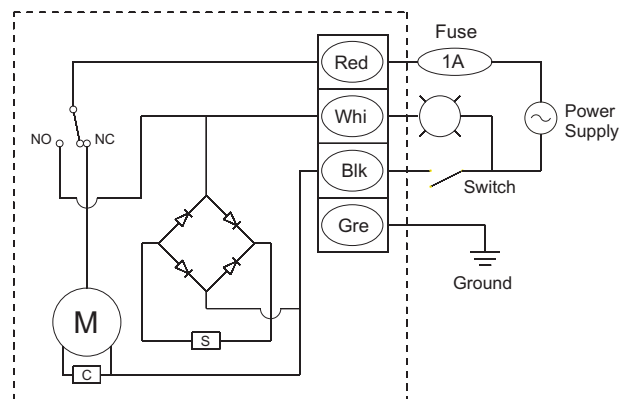 Fuse
Red
1A
Whi
Power
Supply
NO
NC
Blk
Switch
Gre
Ground
M
S
C